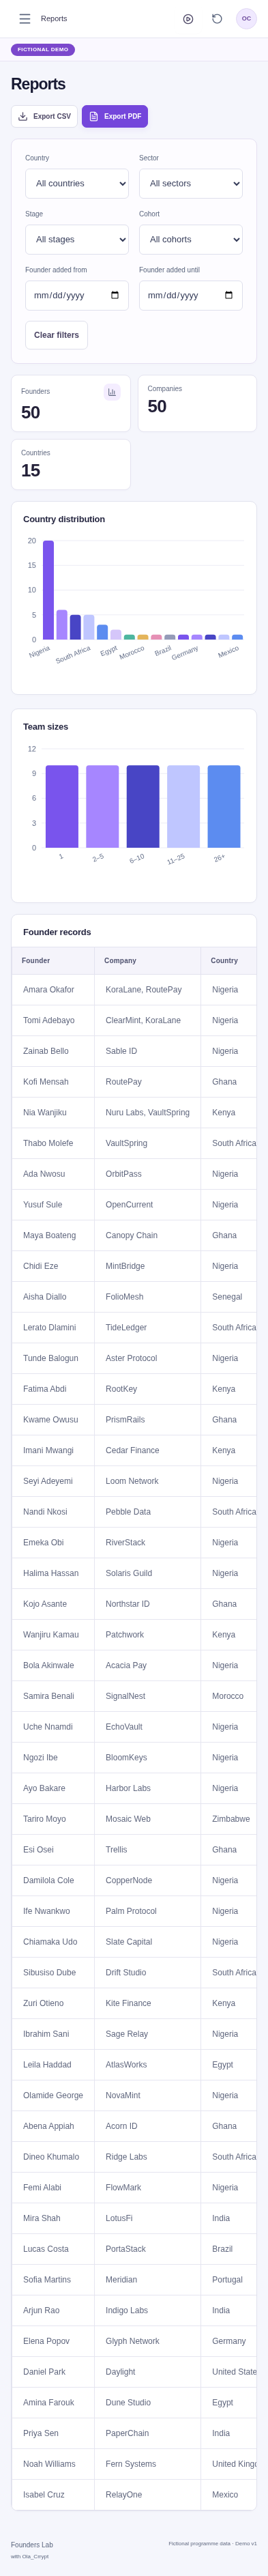 Reports
OC
FICTIONAL DEMO
Reports
Export CSV
Export PDF
Country
Sector
All countries
All sectors
Stage
Cohort
All stages
All cohorts
Founder added from
Founder added until
mm/dd/yyyy
mm/dd/yyyy
Clear filters
Founders
50
Companies
50
Countries
15
Country distribution
20
15
10
5
0
Nigeria
South Africa
Egypt
Morocco
Brazil
Germany
Mexico
Team sizes
12
9
6
3
0
1
2–5
6–10
11–25
26+
Founder records
Founder Company Country
Amara Okafor KoraLane, RoutePay Nigeria
Tomi Adebayo ClearMint, KoraLane Nigeria
Zainab Bello Sable ID Nigeria
Kofi Mensah RoutePay Ghana
Nia Wanjiku Nuru Labs, VaultSpring Kenya
Thabo Molefe VaultSpring South Africa
Ada Nwosu OrbitPass Nigeria
Yusuf Sule OpenCurrent Nigeria
Maya Boateng Canopy Chain Ghana
Chidi Eze MintBridge Nigeria
Aisha Diallo FolioMesh Senegal
Lerato Dlamini TideLedger South Africa
Tunde Balogun Aster Protocol Nigeria
Fatima Abdi RootKey Kenya
Kwame Owusu PrismRails Ghana
Imani Mwangi Cedar Finance Kenya
Seyi Adeyemi Loom Network Nigeria
Nandi Nkosi Pebble Data South Africa
Emeka Obi RiverStack Nigeria
Halima Hassan Solaris Guild Nigeria
Kojo Asante Northstar ID Ghana
Wanjiru Kamau Patchwork Kenya
Bola Akinwale Acacia Pay Nigeria
Samira Benali SignalNest Morocco
Uche Nnamdi EchoVault Nigeria
Ngozi Ibe BloomKeys Nigeria
Ayo Bakare Harbor Labs Nigeria
Tariro Moyo Mosaic Web Zimbabwe
Esi Osei Trellis Ghana
Damilola Cole CopperNode Nigeria
Ife Nwankwo Palm Protocol Nigeria
Chiamaka Udo Slate Capital Nigeria
Sibusiso Dube Drift Studio South Africa
Zuri Otieno Kite Finance Kenya
Ibrahim Sani Sage Relay Nigeria
Leila Haddad AtlasWorks Egypt
Olamide George NovaMint Nigeria
Abena Appiah Acorn ID Ghana
Dineo Khumalo Ridge Labs South Africa
Femi Alabi FlowMark Nigeria
Mira Shah LotusFi India
Lucas Costa PortaStack Brazil
Sofia Martins Meridian Portugal
Arjun Rao Indigo Labs India
Elena Popov Glyph Network Germany
Daniel Park Daylight United State
Amina Farouk Dune Studio Egypt
Priya Sen PaperChain India
Noah Williams Fern Systems United Kingd
Isabel Cruz RelayOne Mexico
Founders Lab
with Ola_Crrypt
Fictional programme data · Demo v1